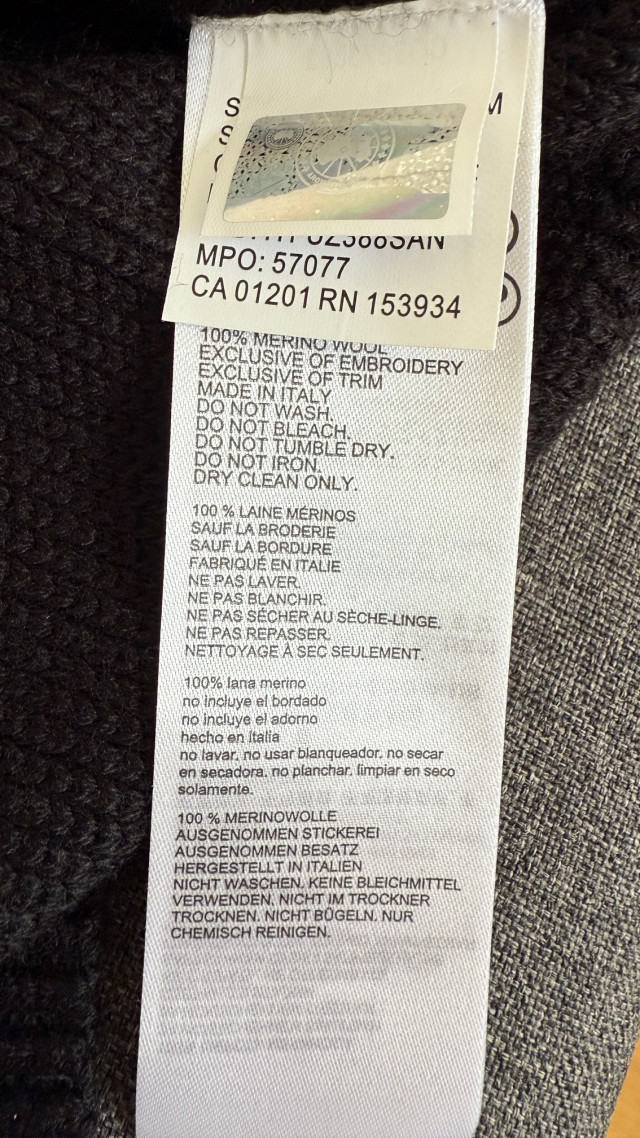 M
MPO: 57077
CA 01201 RN 153934
100% MERINO WOOL
EXCLUSIVE OF EMBROIDERY
EXCLUSIVE OF TRIM
MADE IN ITALY
DO NOT WASH.
DO NOT BLEACH.
DO NOT TUMBLE DRY.
DO NOT IRON.
DRY CLEAN ONLY.
100 % LAINE MÉRINOS
SAUF LA BRODERIE
SAUF LA BORDURE
FABRIQUÉ EN ITALIE
NE PAS LAVER.
NE PAS BLANCHIR.
NE PAS SÉCHER AU SÈCHE-LINGE.
NE PAS REPASSER.
NETTOYAGE À SEC SEULEMENT.
100% lana merino
no incluye el bordado
no incluye el adorno
hecho en Italia
no lavar. no usar blanqueador. no secar
en secadora. no planchar. limpiar en seco
solamente.
100 % MERINOWOLLE
AUSGENOMMEN STICKEREI
AUSGENOMMEN BESATZ
HERGESTELLT IN ITALIEN
NICHT WASCHEN. KEINE BLEICHMITTEL
VERWENDEN. NICHT IM TROCKNER
TROCKNEN. NICHT BÜGELN. NUR
CHEMISCH REINIGEN.